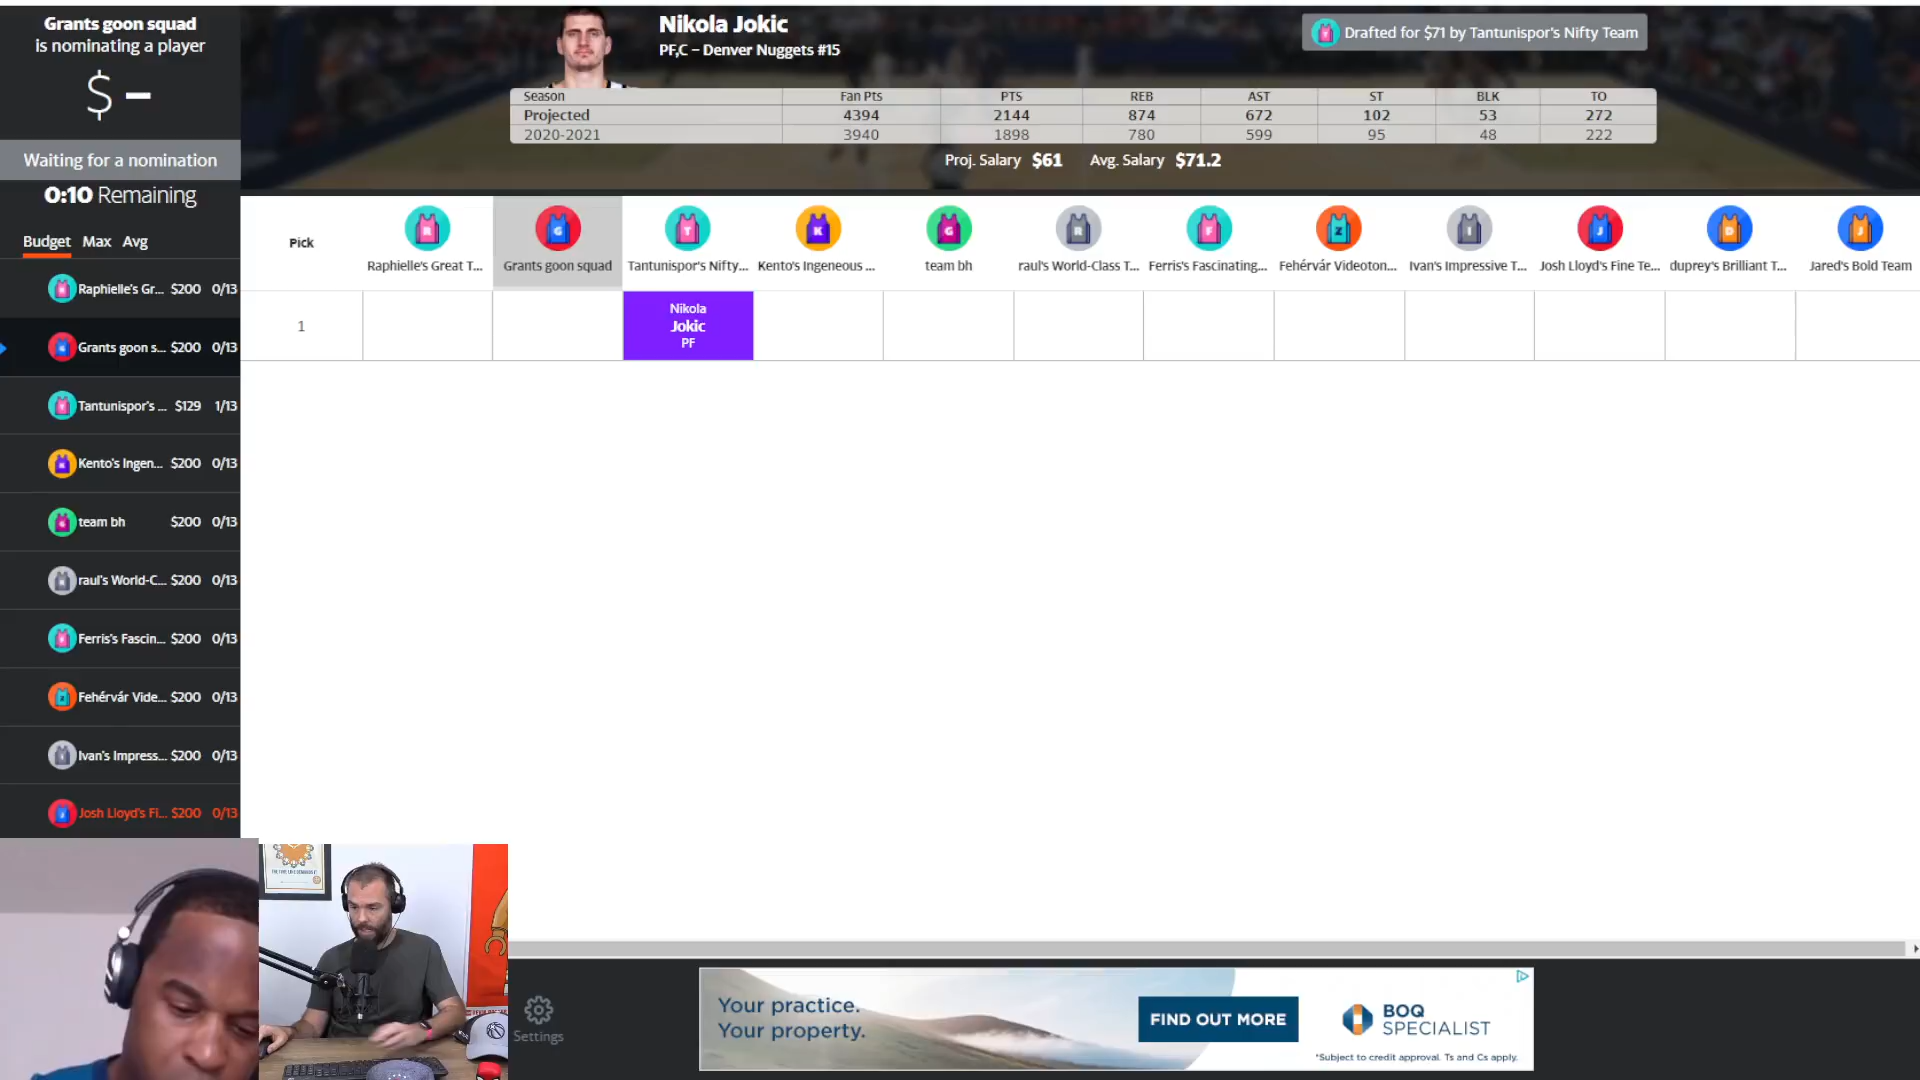 Grants goon squad
is nominating a player
$ –
Waiting for a nomination
0:10 Remaining
Budget Max Avg
Raphielle's Gr... $200 0/13
Grants goon s... $200 0/13
Tantunispor's ... $129 1/13
Kento's Ingen... $200 0/13
team bh $200 0/13
raul's World-C... $200 0/13
Ferris's Fascin... $200 0/13
Fehérvár Vide... $200 0/13
Ivan's Impress... $200 0/13
Josh Lloyd's Fi... $200 0/13
Nikola Jokic
PF,C – Denver Nuggets #15
Drafted for $71 by Tantunispor's Nifty Team
Season Fan Pts PTS REB AST ST BLK TO
Projected 4394 2144 874 672 102 53 272
2020-2021 3940 1898 780 599 95 48 222
Proj. Salary $61 Avg. Salary $71.2
R G T K G R F Z I J D J
Pick Raphielle's Great T... Grants goon squad Tantunispor's Nifty... Kento's Ingeneous ... team bh raul's World-Class T... Ferris's Fascinating... Fehérvár Videoton... Ivan's Impressive T... Josh Lloyd's Fine Te... duprey's Brilliant T... Jared's Bold Team
1
Nikola
Jokic
PF
Settings
Your practice.
Your property.
FIND OUT MORE
BOQ
SPECIALIST
*Subject to credit approval. Ts and Cs apply.